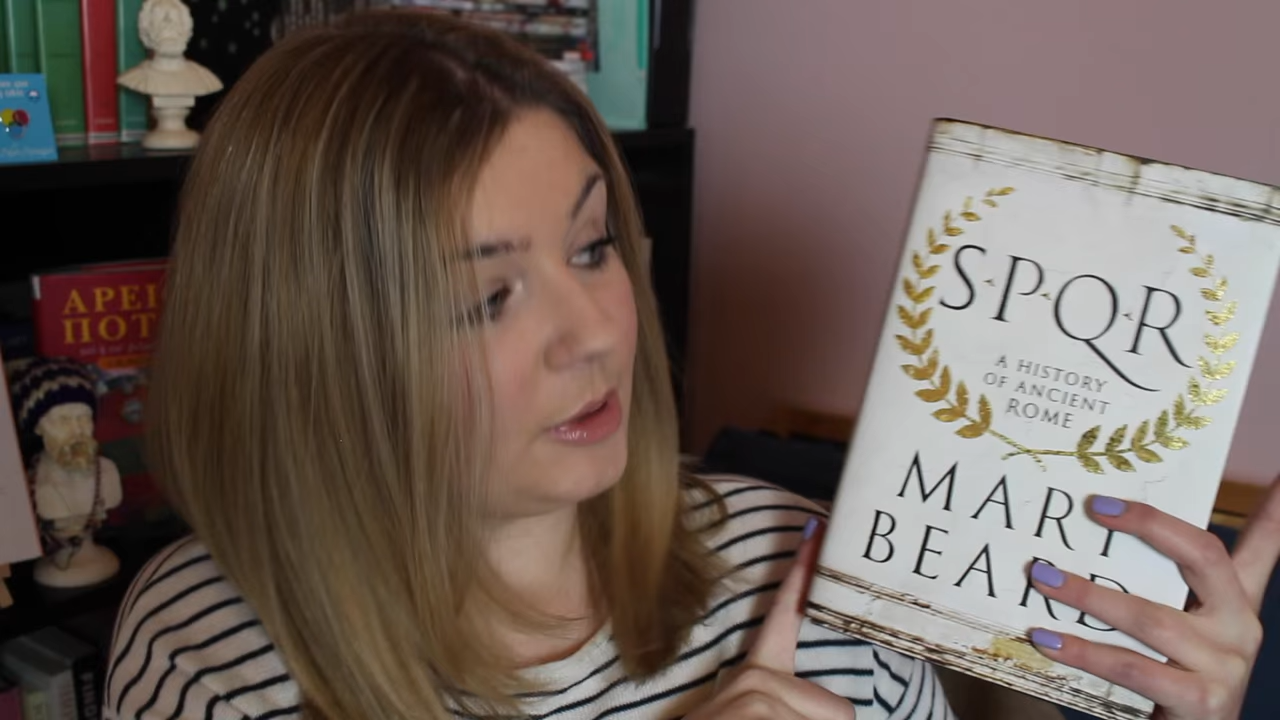 ΑΡΕΙ
ΠΟΤ
S·P·Q·R
A HISTORY
OF ANCIENT
ROME
MARY
BEARD